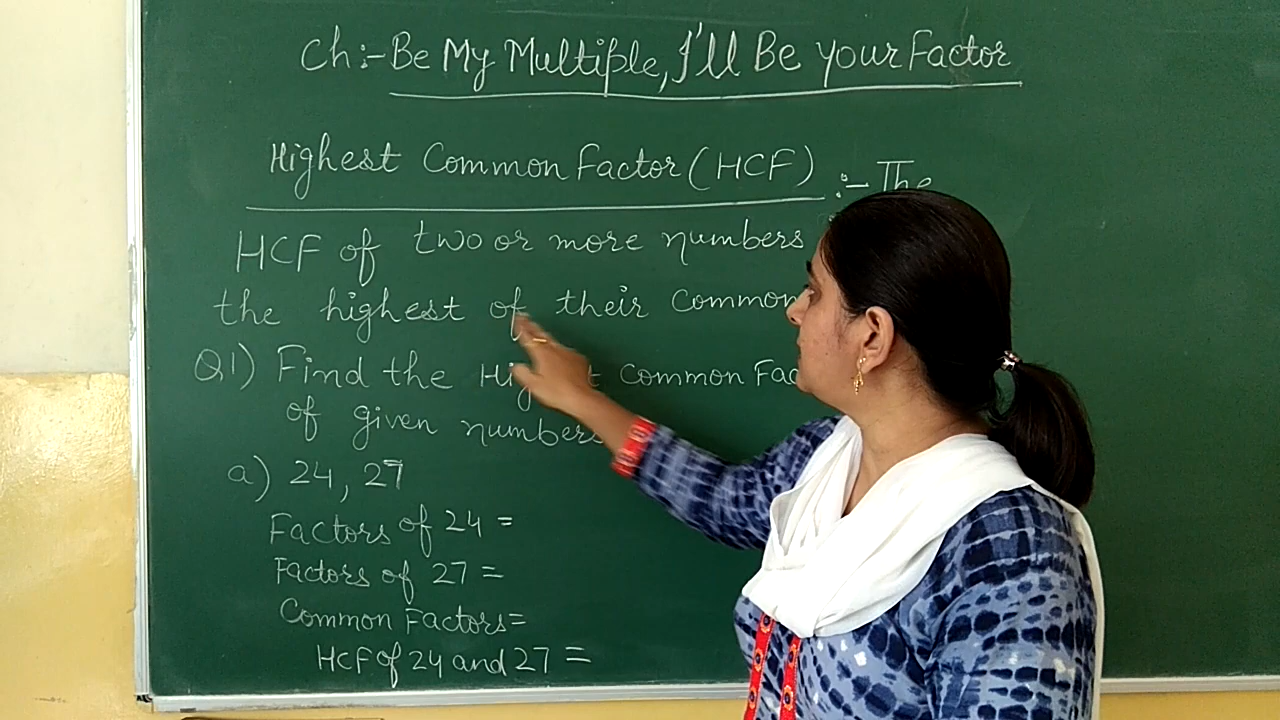 Ch:- Be My Multiple, I'll Be Your Factor
Highest Common Factor (HCF) :- The
HCF of two or more numbers
the highest of their common
Q1) Find the Common
of given numbers
a) 24, 27
Factors of 24 =
Factors of 27 =
Common Factors=
HCF of 24 and 27 =